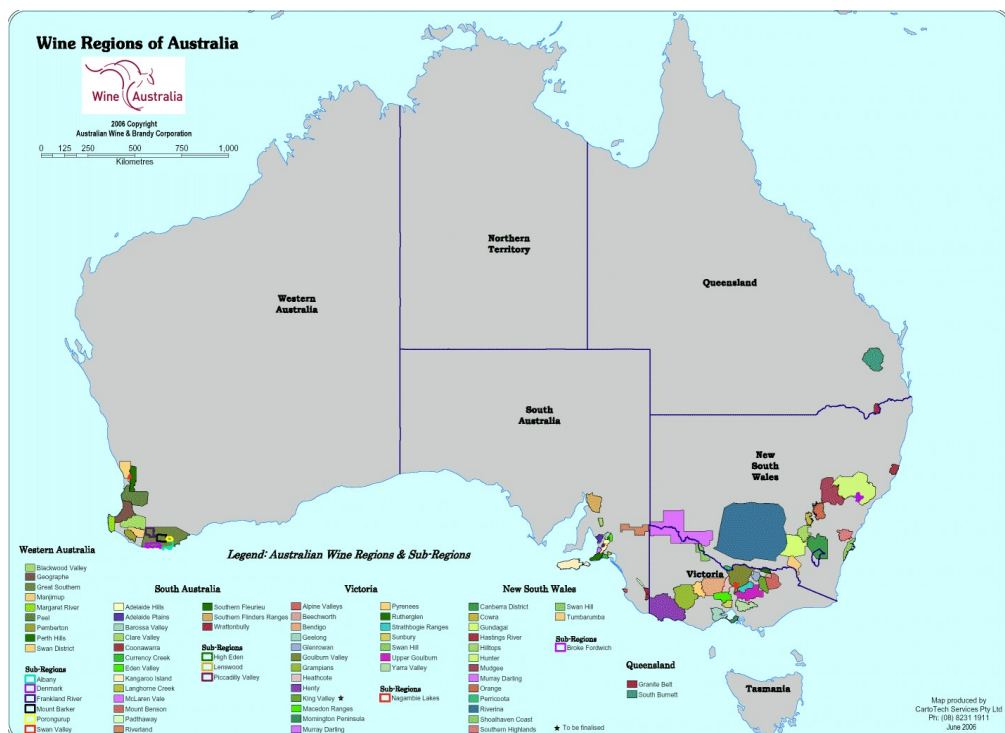 Wine Regions of Australia
Wine Australia
2006 Copyright
Australian Wine & Brandy Corporation
0 125 250 500 750 1,000
Kilometres
Northern
Territory
Queensland
Western
Australia
South
Australia
New
South
Wales
Victoria
Tasmania
Legend: Australian Wine Regions & Sub-Regions
Western Australia
Blackwood Valley
Geographe
Great Southern
Manjimup
Margaret River
Peel
Pemberton
Perth Hills
Swan District
Sub-Regions
Albany
Denmark
Frankland River
Mount Barker
Porongurup
Swan Valley
South Australia
Adelaide Hills
Adelaide Plains
Barossa Valley
Clare Valley
Coonawarra
Currency Creek
Eden Valley
Kangaroo Island
Langhorne Creek
McLaren Vale
Mount Benson
Padthaway
Riverland
Southern Fleurieu
Southern Flinders Ranges
Wrattonbully
Sub-Regions
High Eden
Lenswood
Piccadilly Valley
Victoria
Alpine Valleys
Beechworth
Bendigo
Geelong
Glenrowan
Goulburn Valley
Grampians
Heathcote
Henty
King Valley ★
Macedon Ranges
Mornington Peninsula
Murray Darling
Pyrenees
Rutherglen
Strathbogie Ranges
Sunbury
Swan Hill
Upper Goulburn
Yarra Valley
Sub-Regions
Nagambie Lakes
New South Wales
Canberra District
Cowra
Gundagai
Hastings River
Hilltops
Hunter
Mudgee
Murray Darling
Orange
Perricoota
Riverina
Shoalhaven Coast
Southern Highlands
Swan Hill
Tumbarumba
Sub-Regions
Broke Fordwich
★ To be finalised
Queensland
Granite Belt
South Burnett
Map produced by
CartoTech Services Pty Ltd
Ph: (08) 8231 1911
June 2006